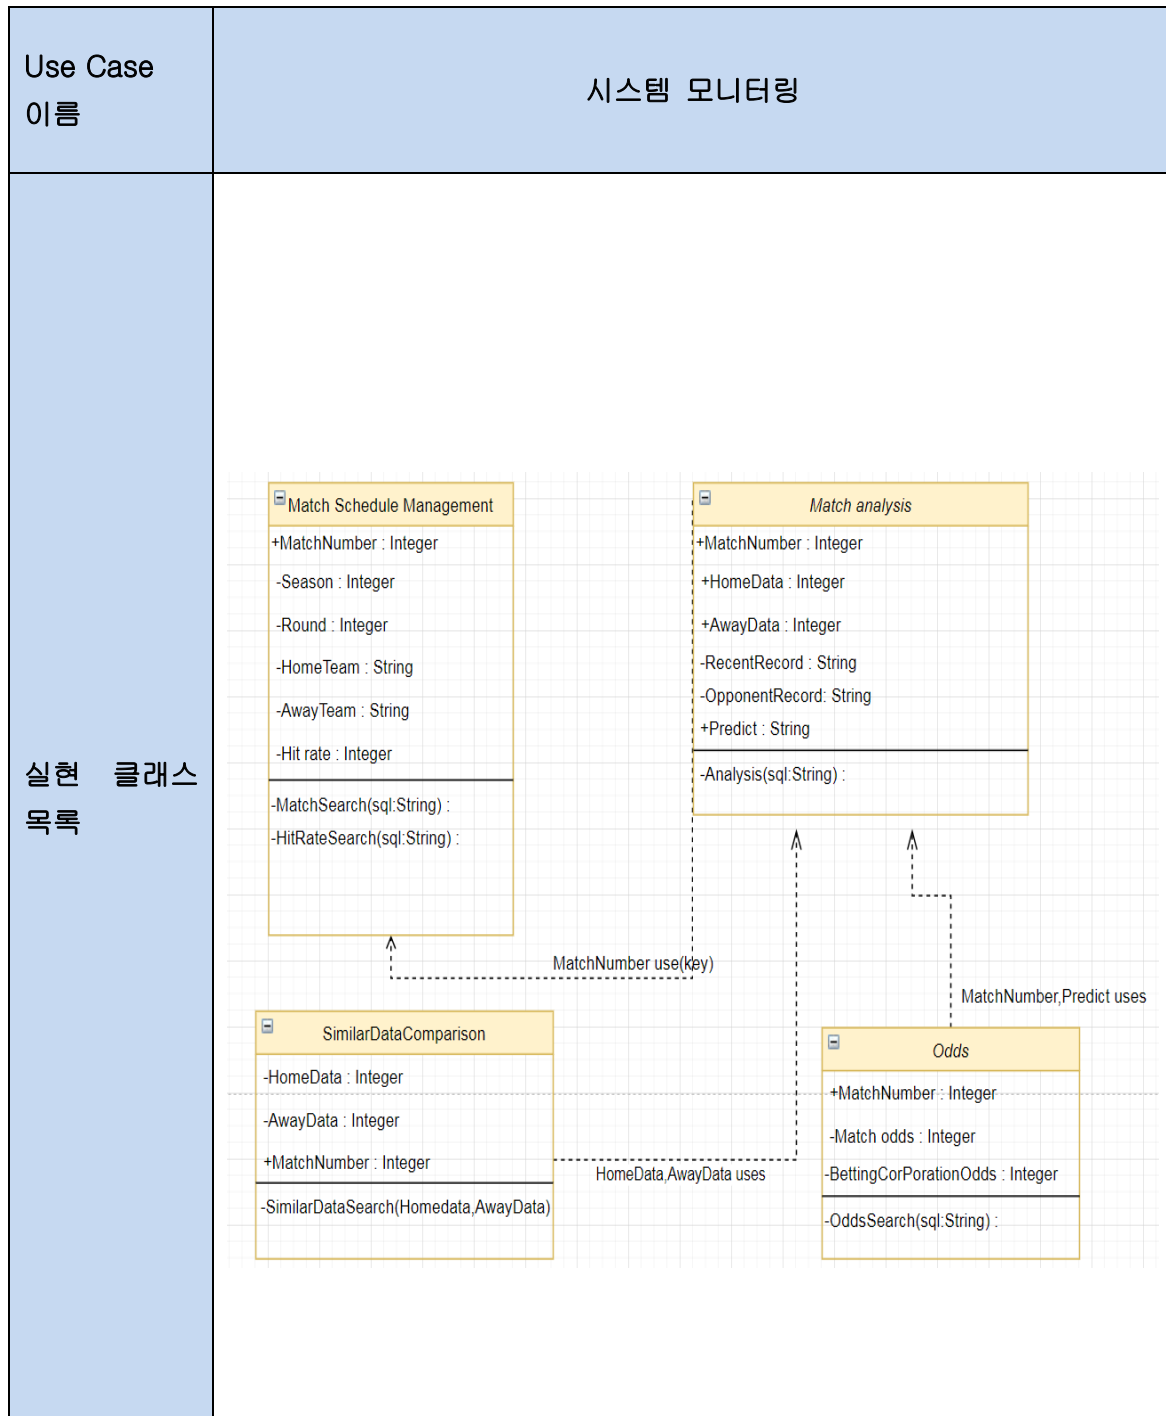 Use Case
이름
시스템 모니터링
실현 클래스
목록
Match Schedule Management
+MatchNumber : Integer
-Season : Integer
-Round : Integer
-HomeTeam : String
-AwayTeam : String
-Hit rate : Integer
-MatchSearch(sql:String) :
-HitRateSearch(sql:String) :
Match analysis
+MatchNumber : Integer
+HomeData : Integer
+AwayData : Integer
-RecentRecord : String
-OpponentRecord: String
+Predict : String
-Analysis(sql:String) :
MatchNumber use(key)
MatchNumber,Predict uses
SimilarDataComparison
-HomeData : Integer
-AwayData : Integer
+MatchNumber : Integer
-SimilarDataSearch(Homedata,AwayData)
HomeData,AwayData uses
Odds
+MatchNumber : Integer
-Match odds : Integer
-BettingCorPorationOdds : Integer
-OddsSearch(sql:String) :